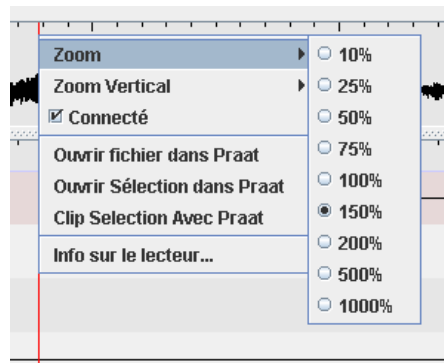 Zoom
Zoom Vertical
Connecté
Ouvrir fichier dans Praat
Ouvrir Sélection dans Praat
Clip Selection Avec Praat
Info sur le lecteur...
10%
25%
50%
75%
100%
150%
200%
500%
1000%